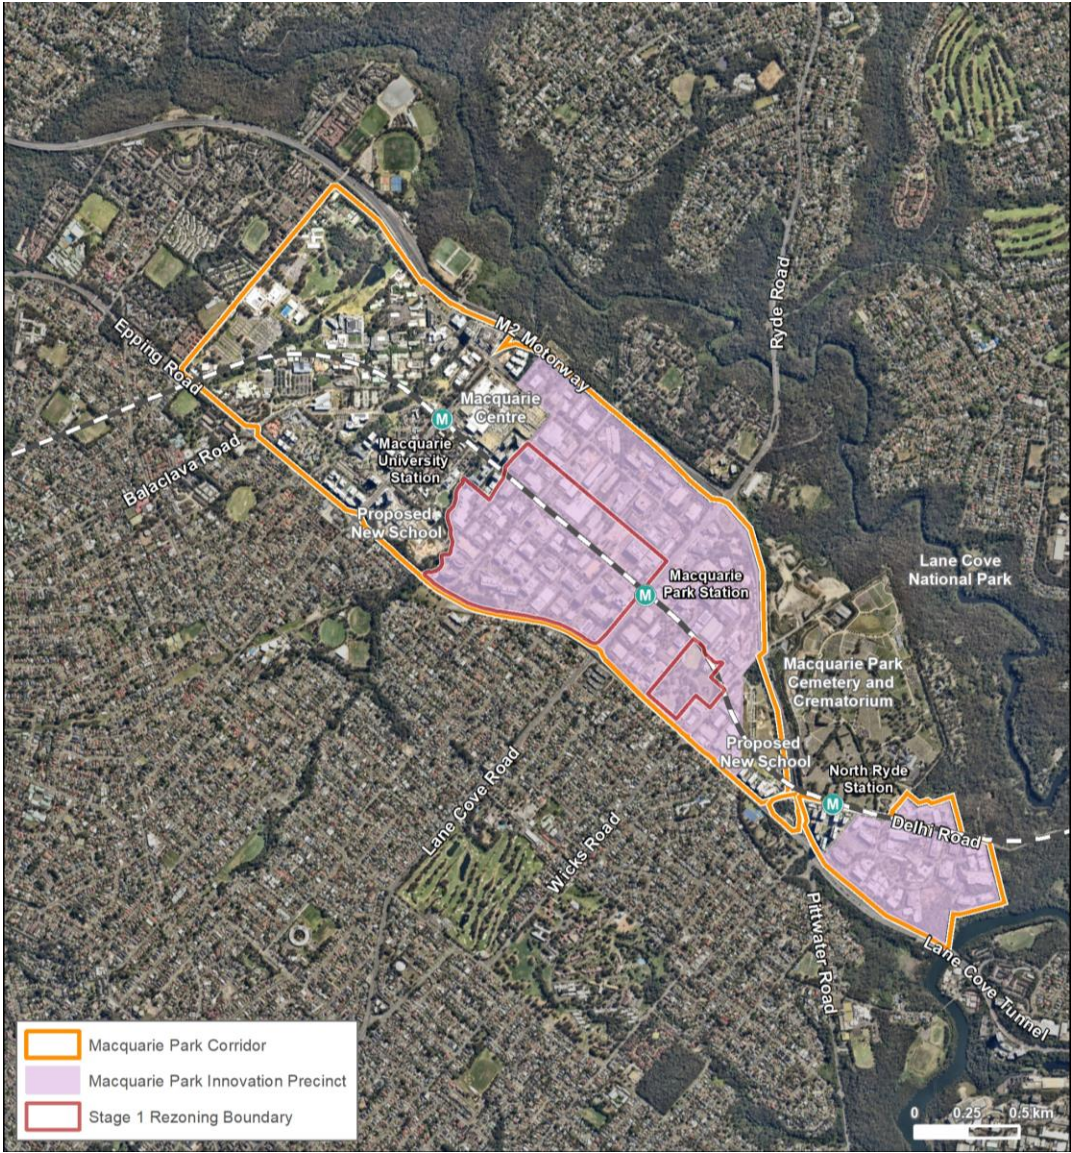 Ryde Road
M2 Motorway
Epping Road
Macquarie
Centre
M
Macquarie
University
Station
Balaclava Road
Proposed
New School
Lane Cove
National Park
M
Macquarie
Park Station
Macquarie Park
Cemetery and
Crematorium
Proposed
New School
North Ryde
Station
M
Delhi Road
Lane Cove Road
Wicks Road
Pittwater Road
Lane Cove Tunnel
Macquarie Park Corridor
Macquarie Park Innovation Precinct
Stage 1 Rezoning Boundary
0 0.25 0.5 km